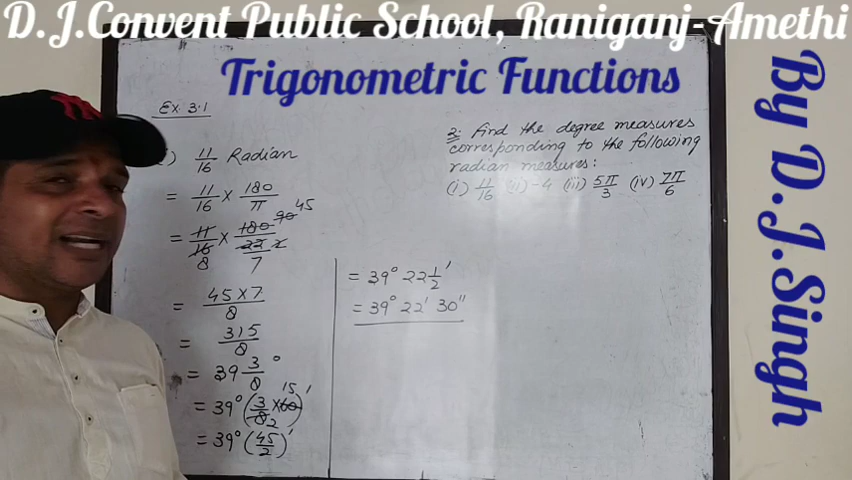 D.J.Convent Public School, Raniganj-Amethi
Trigonometric Functions
By D.J.Singh
Ex 3.1
) 11/16 Radian
= 11/16 × 180/π
= 11/16 × 180/22 × 7 90 45 2 8
= 45 × 7 / 8
= 315/8
= 39 3/8 °
= 39° (3/8 × 60)' 15 2
= 39° (45/2)'
= 39° 22 1/2 '
= 39° 22' 30"
2. Find the degree measures
corresponding to the following
radian measures:
(i) 11/16 (ii) -4 (iii) 5π/3 (iv) 7π/6